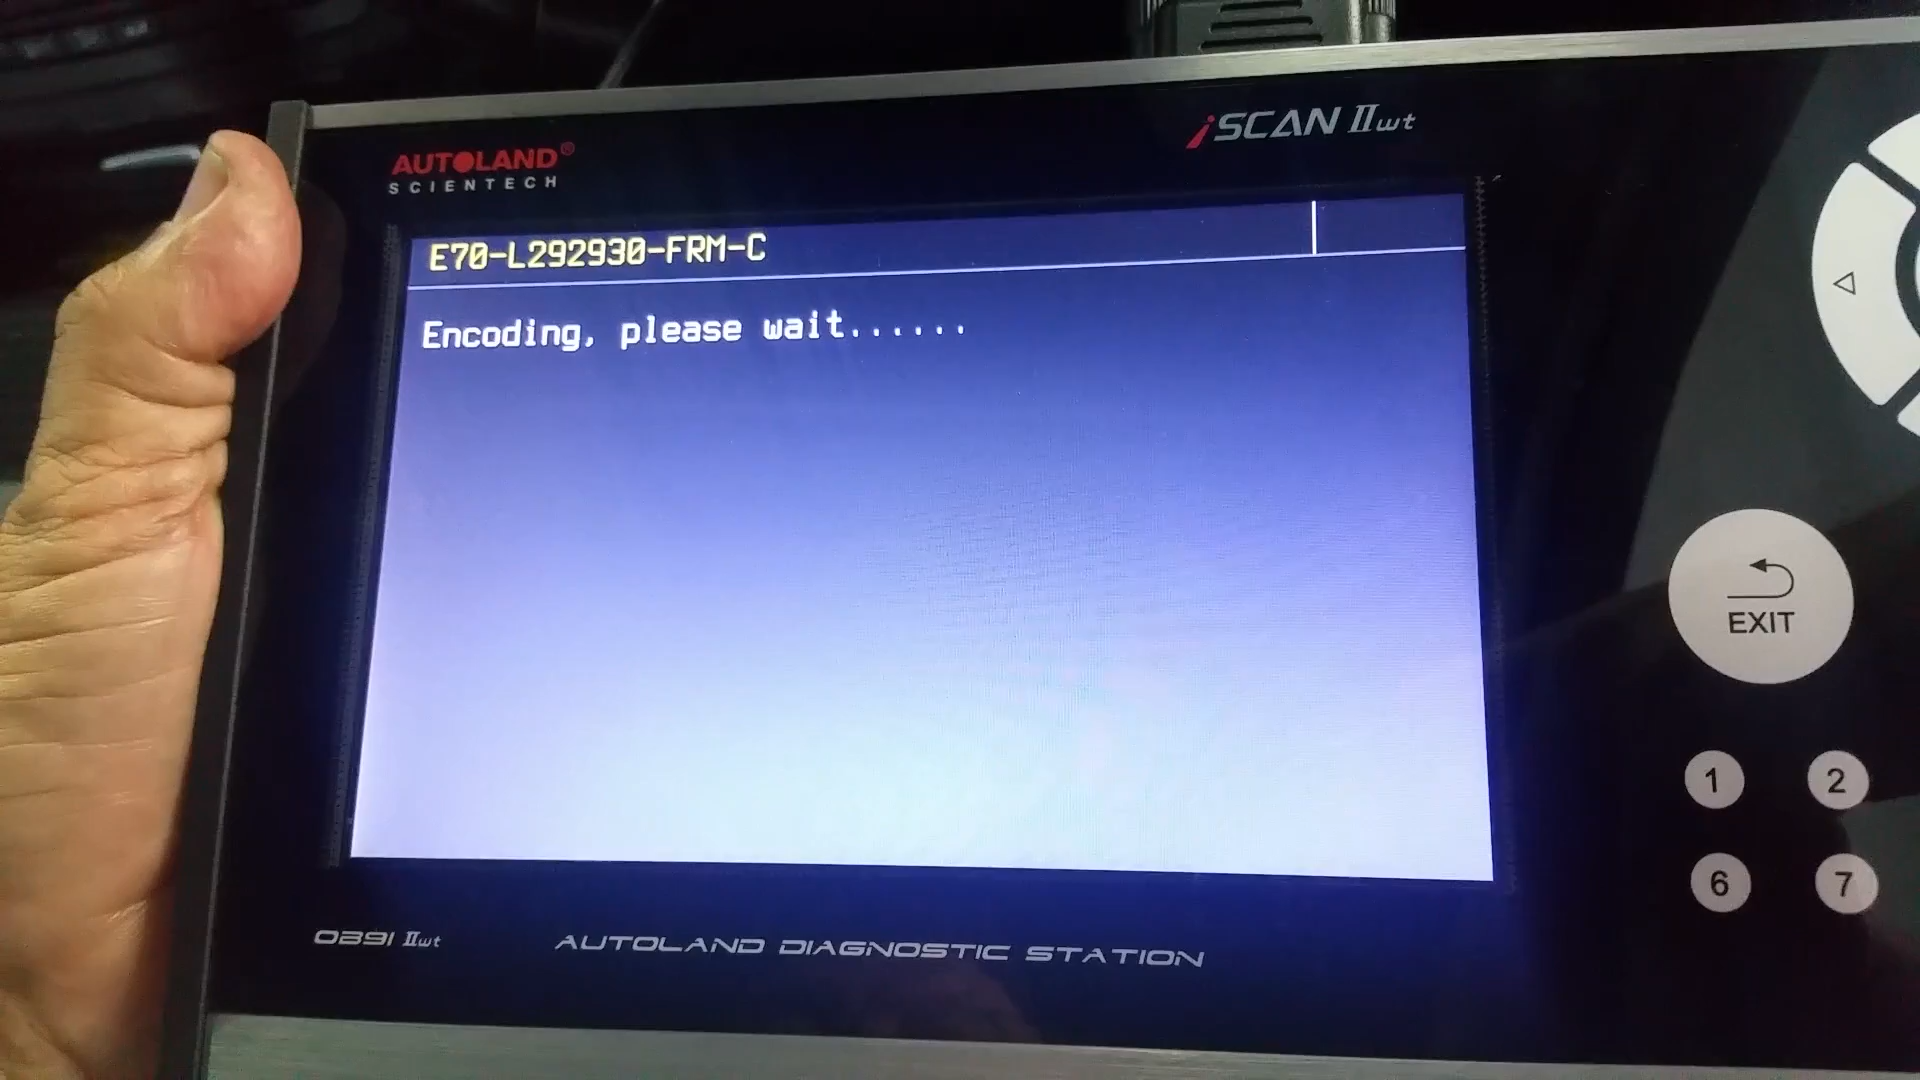 iSCAN IIwt
AUTOLAND®
SCIENTECH
E70-L292930-FRM-C
Encoding, please wait......
EXIT
1 2
6 7
OB91 IIwt
AUTOLAND DIAGNOSTIC STATION